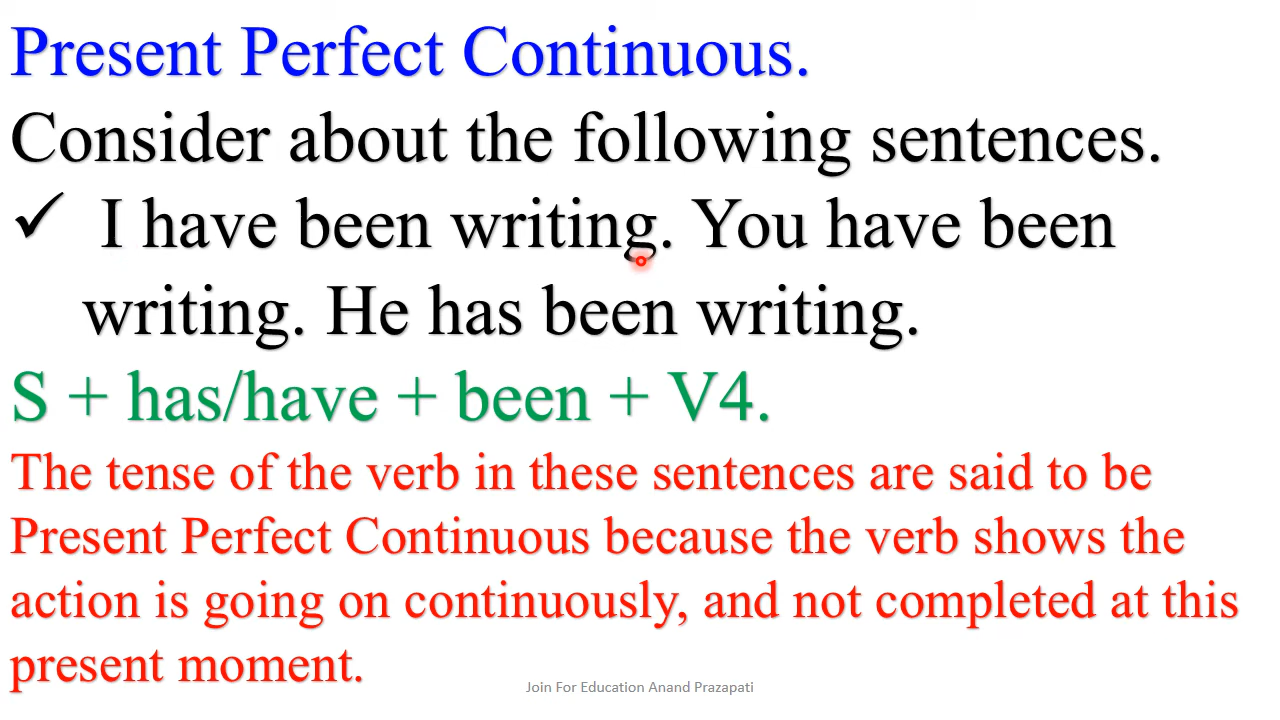 Present Perfect Continuous.
Consider about the following sentences.
✓ I have been writing. You have been
writing. He has been writing.
S + has/have + been + V4.
The tense of the verb in these sentences are said to be
Present Perfect Continuous because the verb shows the
action is going on continuously, and not completed at this
present moment.
Join For Education Anand Prazapati